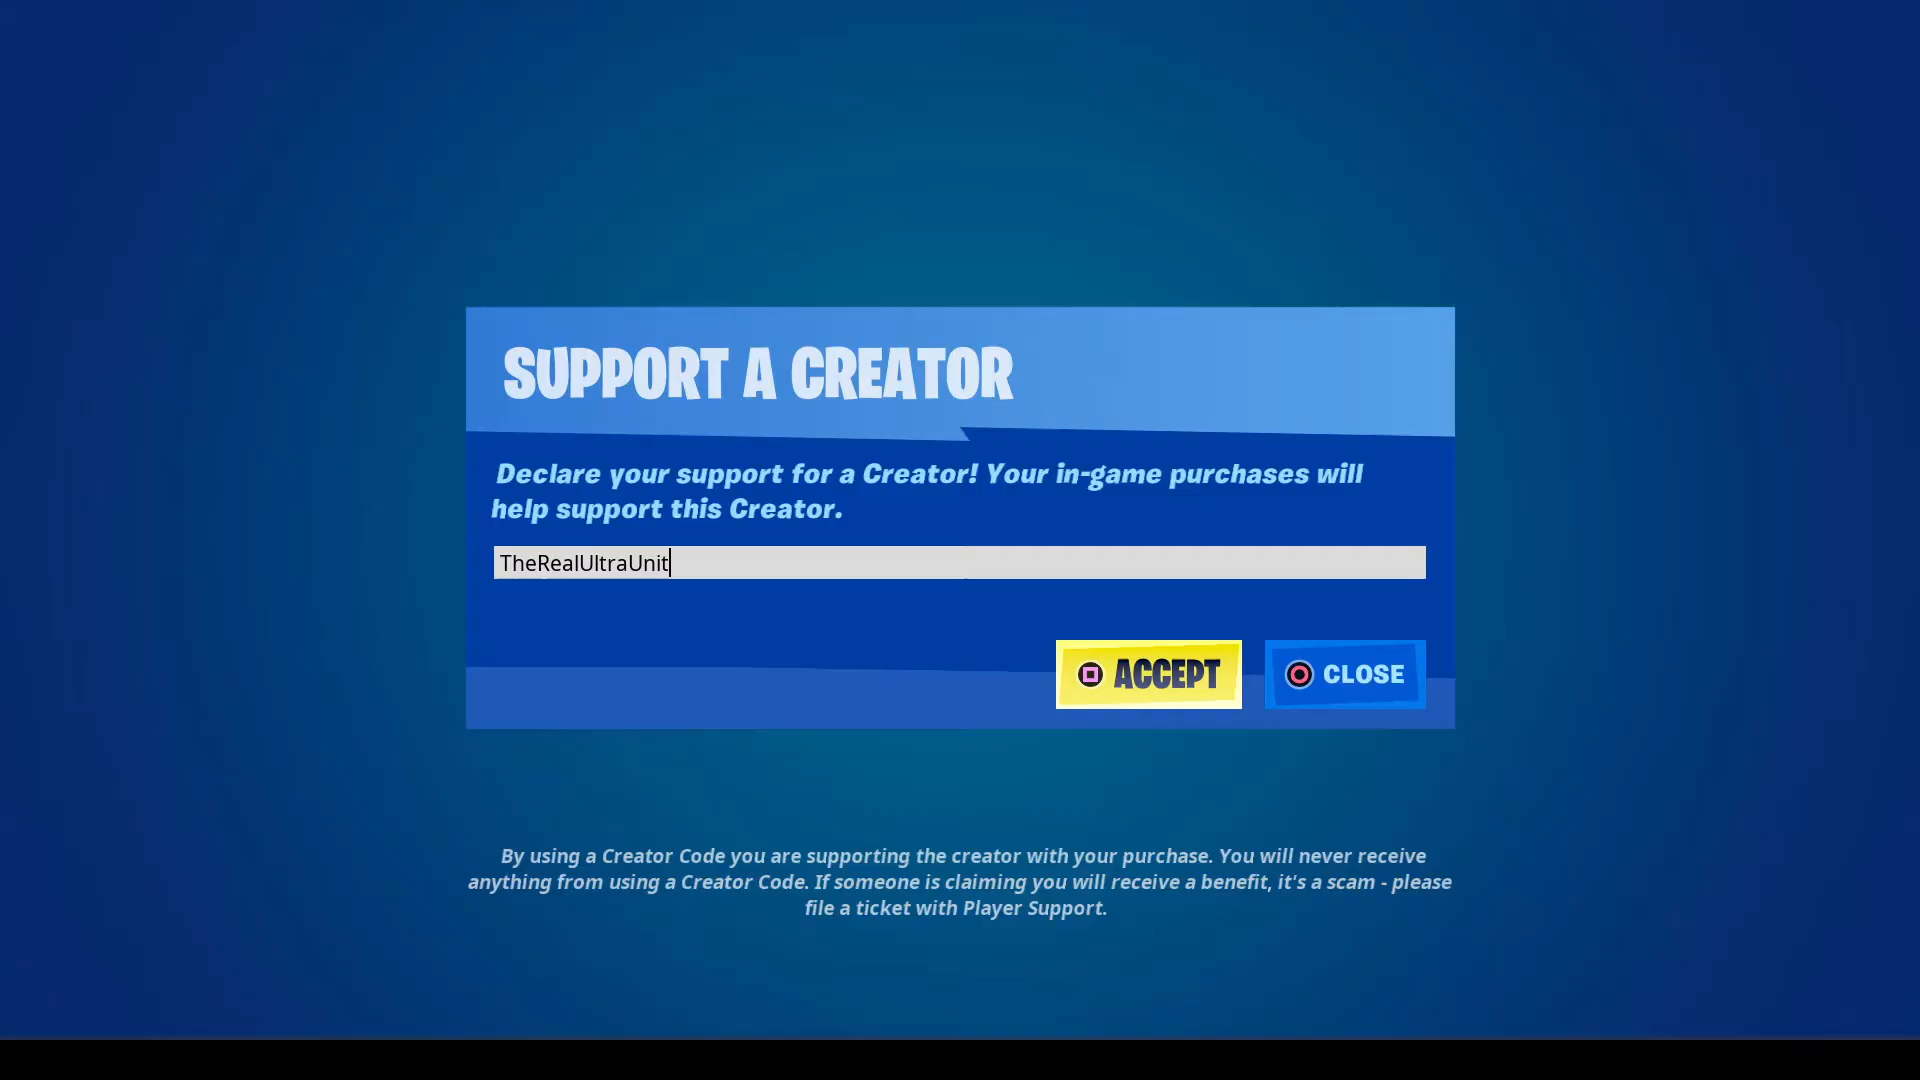 SUPPORT A CREATOR
Declare your support for a Creator! Your in-game purchases will
help support this Creator.
TheRealUltraUnit
ACCEPT
CLOSE
By using a Creator Code you are supporting the creator with your purchase. You will never receive
anything from using a Creator Code. If someone is claiming you will receive a benefit, it's a scam - please
file a ticket with Player Support.